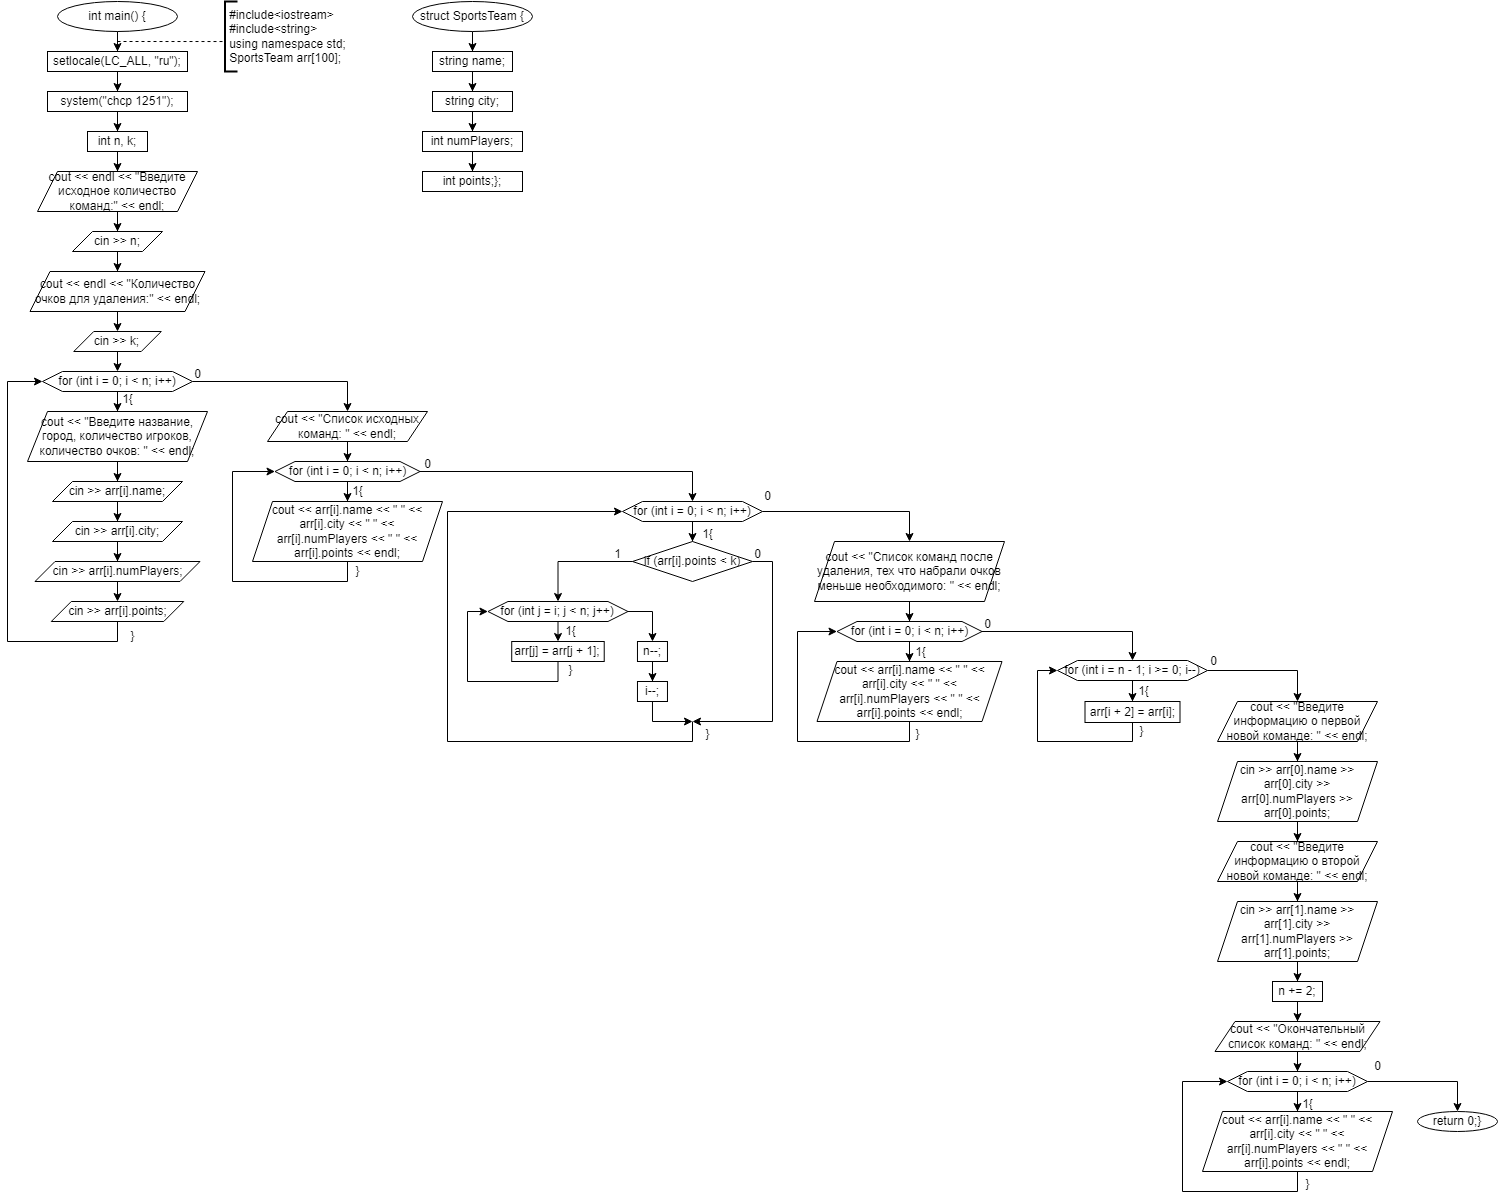 int main() {
#include<iostream>
#include<string>
using namespace std;
SportsTeam arr[100];
setlocale(LC_ALL, "ru");
system("chcp 1251");
int n, k;
cout << endl << "Введите
исходное количество
команд:" << endl;
cin >> n;
cout << endl << "Количество
очков для удаления:" << endl;
cin >> k;
for (int i = 0; i < n; i++)
0
1{
cout << "Введите название,
город, количество игроков,
количество очков: " << endl;
cin >> arr[i].name;
cin >> arr[i].city;
cin >> arr[i].numPlayers;
cin >> arr[i].points;
}
struct SportsTeam {
string name;
string city;
int numPlayers;
int points;};
cout << "Список исходных
команд: " << endl;
for (int i = 0; i < n; i++)
0
1{
cout << arr[i].name << " " <<
arr[i].city << " " <<
arr[i].numPlayers << " " <<
arr[i].points << endl;
}
for (int i = 0; i < n; i++)
0
1{
if (arr[i].points < k)
1
0
for (int j = i; j < n; j++)
1{
arr[j] = arr[j + 1];
}
n--;
i--;
}
cout << "Список команд после
удаления, тех что набрали очков
меньше необходимого: " << endl;
for (int i = 0; i < n; i++)
0
1{
cout << arr[i].name << " " <<
arr[i].city << " " <<
arr[i].numPlayers << " " <<
arr[i].points << endl;
}
for (int i = n - 1; i >= 0; i--)
0
1{
arr[i + 2] = arr[i];
}
cout << "Введите
информацию о первой
новой команде: " << endl;
cin >> arr[0].name >>
arr[0].city >>
arr[0].numPlayers >>
arr[0].points;
cout << "Введите
информацию о второй
новой команде: " << endl;
cin >> arr[1].name >>
arr[1].city >>
arr[1].numPlayers >>
arr[1].points;
n += 2;
cout << "Окончательный
список команд: " << endl;
for (int i = 0; i < n; i++)
0
1{
cout << arr[i].name << " " <<
arr[i].city << " " <<
arr[i].numPlayers << " " <<
arr[i].points << endl;
}
return 0;}